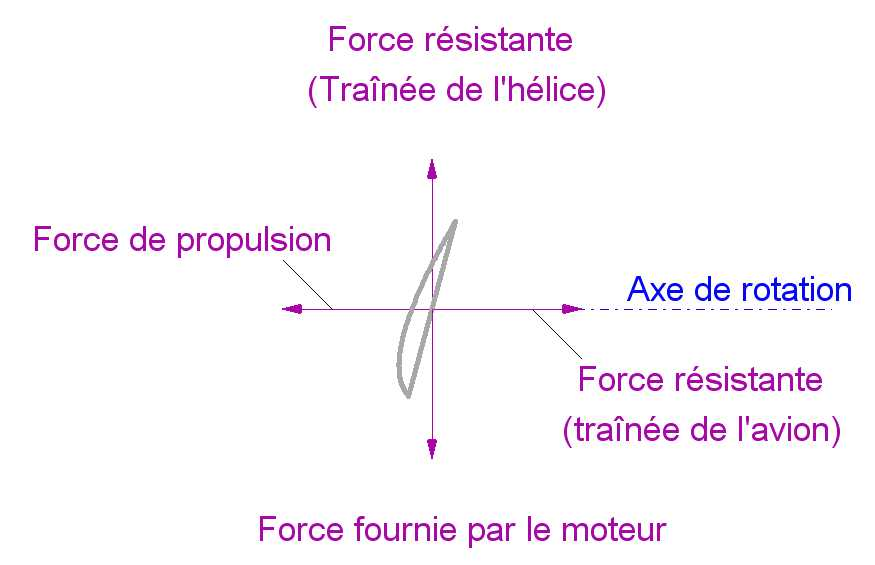 Force résistante
(Traînée de l'hélice)
Force de propulsion
Axe de rotation
Force résistante
(traînée de l'avion)
Force fournie par le moteur